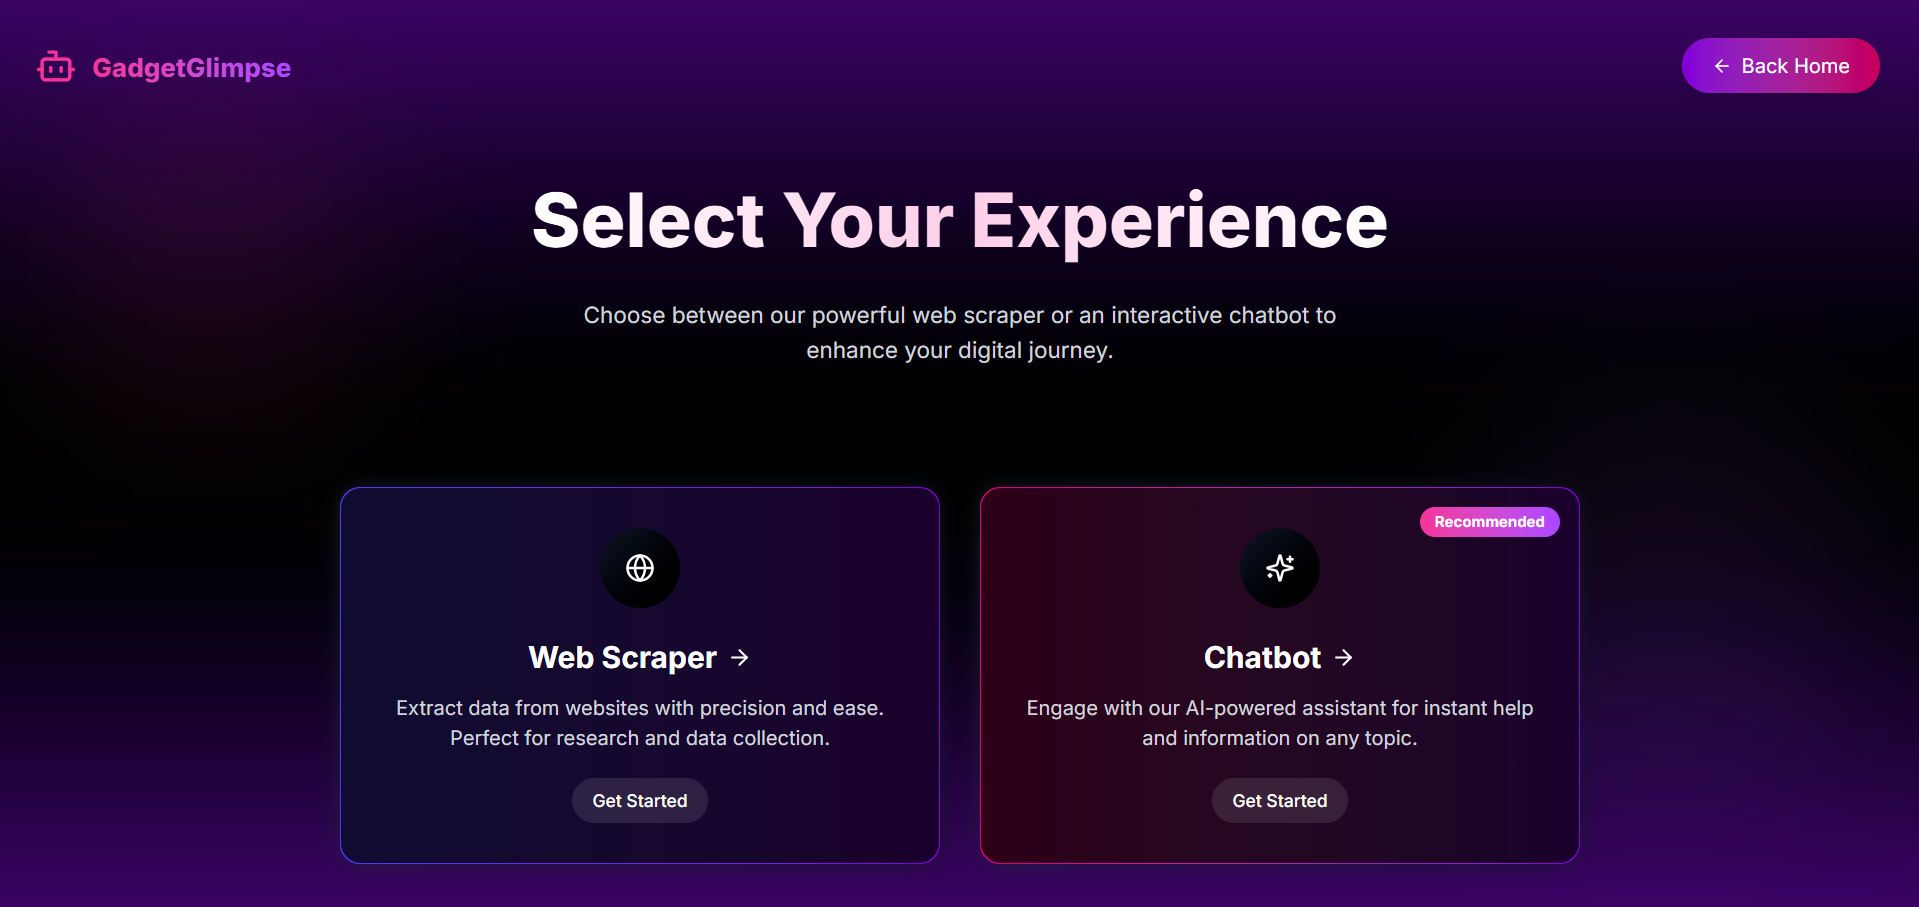 GadgetGlimpse
Back Home
Select Your Experience
Choose between our powerful web scraper or an interactive chatbot to
enhance your digital journey.
Web Scraper
Extract data from websites with precision and ease.
Perfect for research and data collection.
Get Started
Recommended
Chatbot
Engage with our AI-powered assistant for instant help
and information on any topic.
Get Started